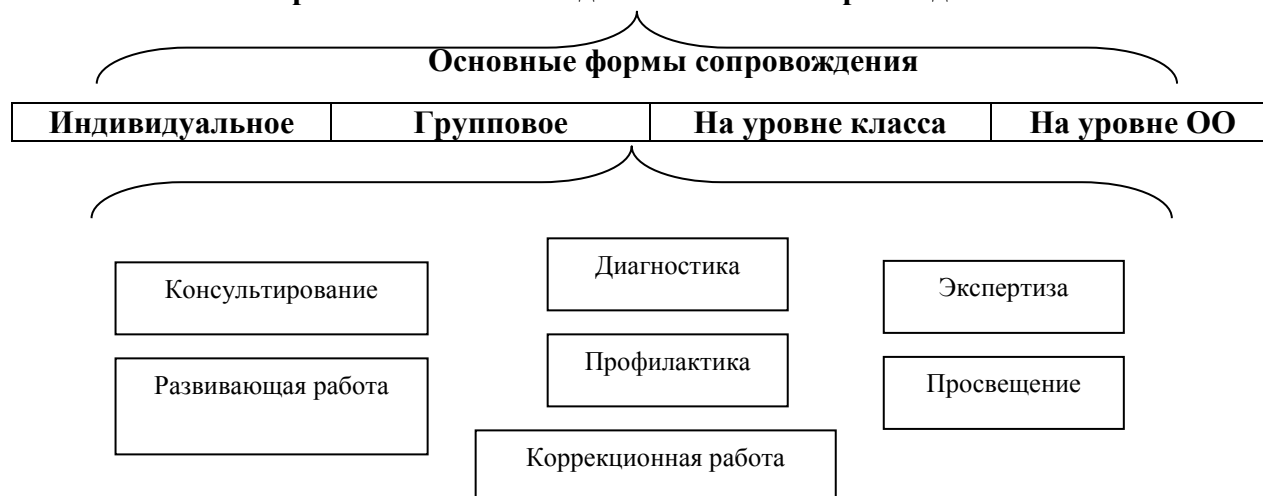 Основные формы сопровождения
Индивидуальное Групповое На уровне класса На уровне ОО
Консультирование Диагностика Экспертиза
Развивающая работа Профилактика Просвещение
Коррекционная работа